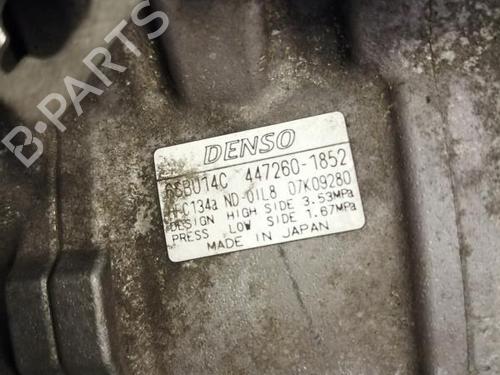 B-PARTS
DENSO
6SBU14C 447260-1852
HFC134a ND-OIL8 07K09280
DESIGN HIGH SIDE 3.53MPa
PRESS LOW SIDE 1.67MPa
MADE IN JAPAN